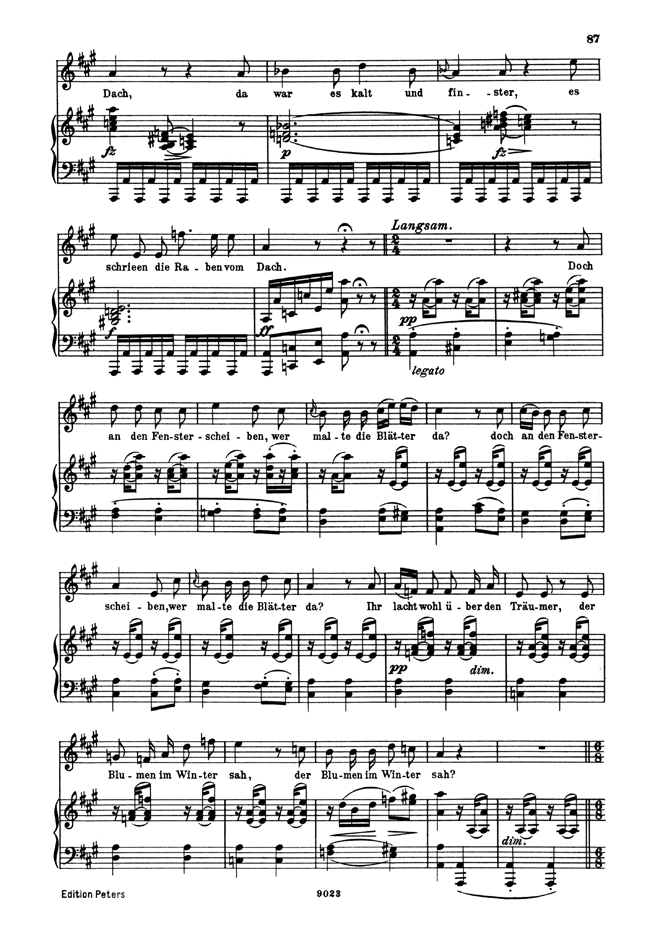 87
Dach, da war es kalt und fin - ster, es
fz p fz
Langsam.
schrieen die Ra - ben vom Dach. Doch
f ff pp
legato
an den Fen-ster - schei - ben, wer mal - te die Blät-ter da? doch an den Fen-ster-
schei - ben, wer mal - te die Blät-ter da? Ihr lacht wohl ü - ber den Träu-mer, der
pp dim.
Blu - men im Win - ter sah, der Blu - men im Win - ter sah?
dim.
Edition Peters 9023